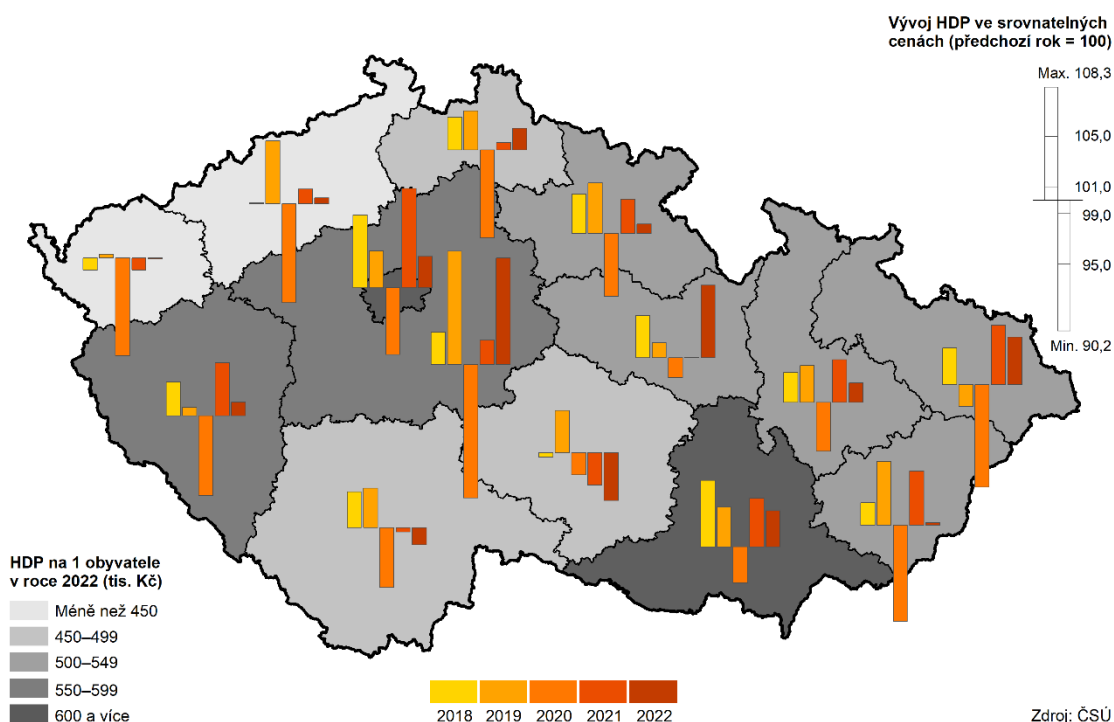 Vývoj HDP ve srovnatelných
cenách (předchozí rok = 100)
Max. 108,3
105,0
101,0
99,0
95,0
Min. 90,2
HDP na 1 obyvatele
v roce 2022 (tis. Kč)
Méně než 450
450–499
500–549
550–599
600 a více
2018 2019 2020 2021 2022
Zdroj: ČSÚ